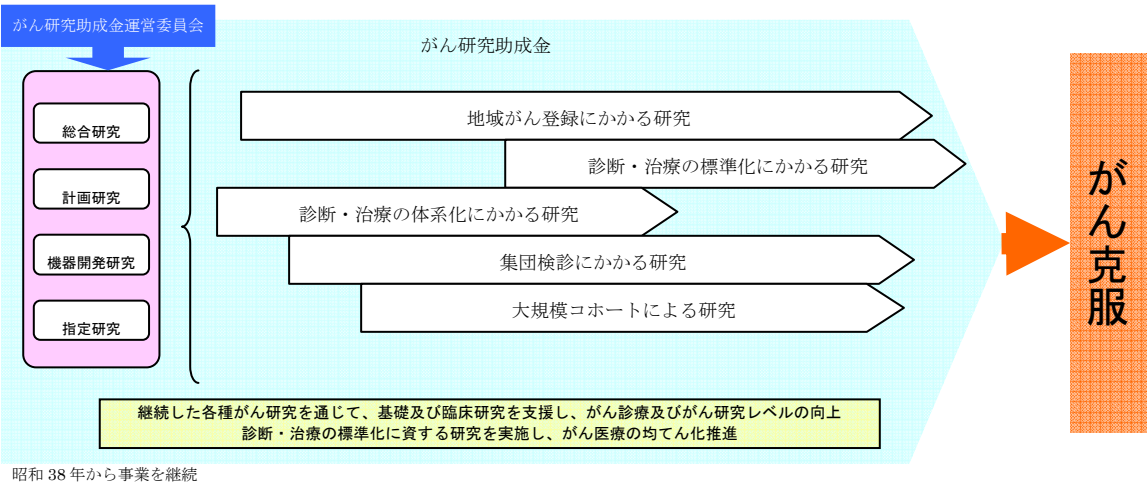 がん研究助成金運営委員会
がん研究助成金
総合研究
計画研究
機器開発研究
指定研究
地域がん登録にかかる研究
診断・治療の標準化にかかる研究
診断・治療の体系化にかかる研究
集団検診にかかる研究
大規模コホートによる研究
がん克服
継続した各種がん研究を通じて、基礎及び臨床研究を支援し、がん診療及びがん研究レベルの向上
診断・治療の標準化に資する研究を実施し、がん医療の均てん化推進
昭和 38 年から事業を継続